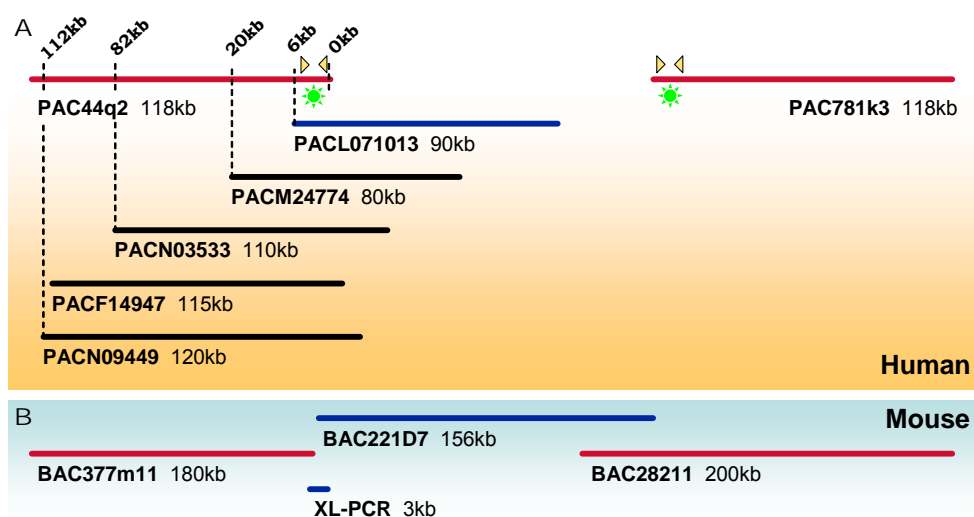 A
112kb 82kb 20kb 6kb 0kb
PAC44q2 118kb
PAC781k3 118kb
PACL071013 90kb
PACM24774 80kb
PACN03533 110kb
PACF14947 115kb
PACN09449 120kb
Human
B
Mouse
BAC221D7 156kb
BAC377m11 180kb
BAC28211 200kb
XL-PCR 3kb